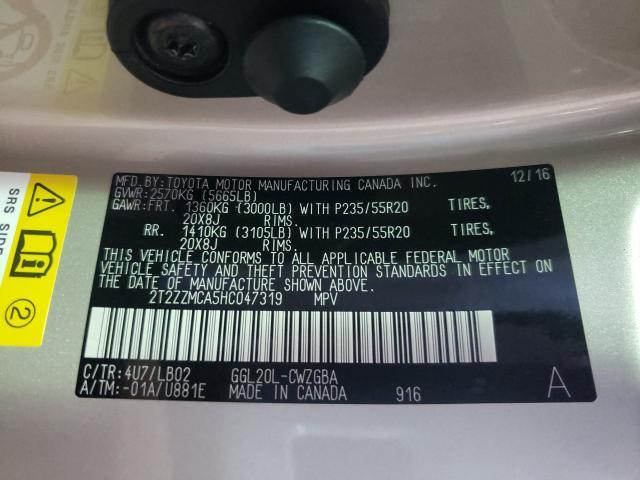 MFD.BY:TOYOTA MOTOR MANUFACTURING CANADA INC. 12/16
GVWR:2570KG (5665LB)
GAWR:FRT. 1360KG (3000LB) WITH P235/55R20 TIRES,
20X8J RIMS.
RR. 1410KG (3105LB) WITH P235/55R20 TIRES,
20X8J RIMS.
THIS VEHICLE CONFORMS TO ALL APPLICABLE FEDERAL MOTOR
VEHICLE SAFETY AND THEFT PREVENTION STANDARDS IN EFFECT ON
THE DATE OF MANUFACTURE SHOWN ABOVE.
2T2ZZMCA5HC047319 MPV
C/TR:4U7/LB02 GGL20L-CWZGBA
A/TM:-01A/U881E MADE IN CANADA 916 A
SRS SIDE
2